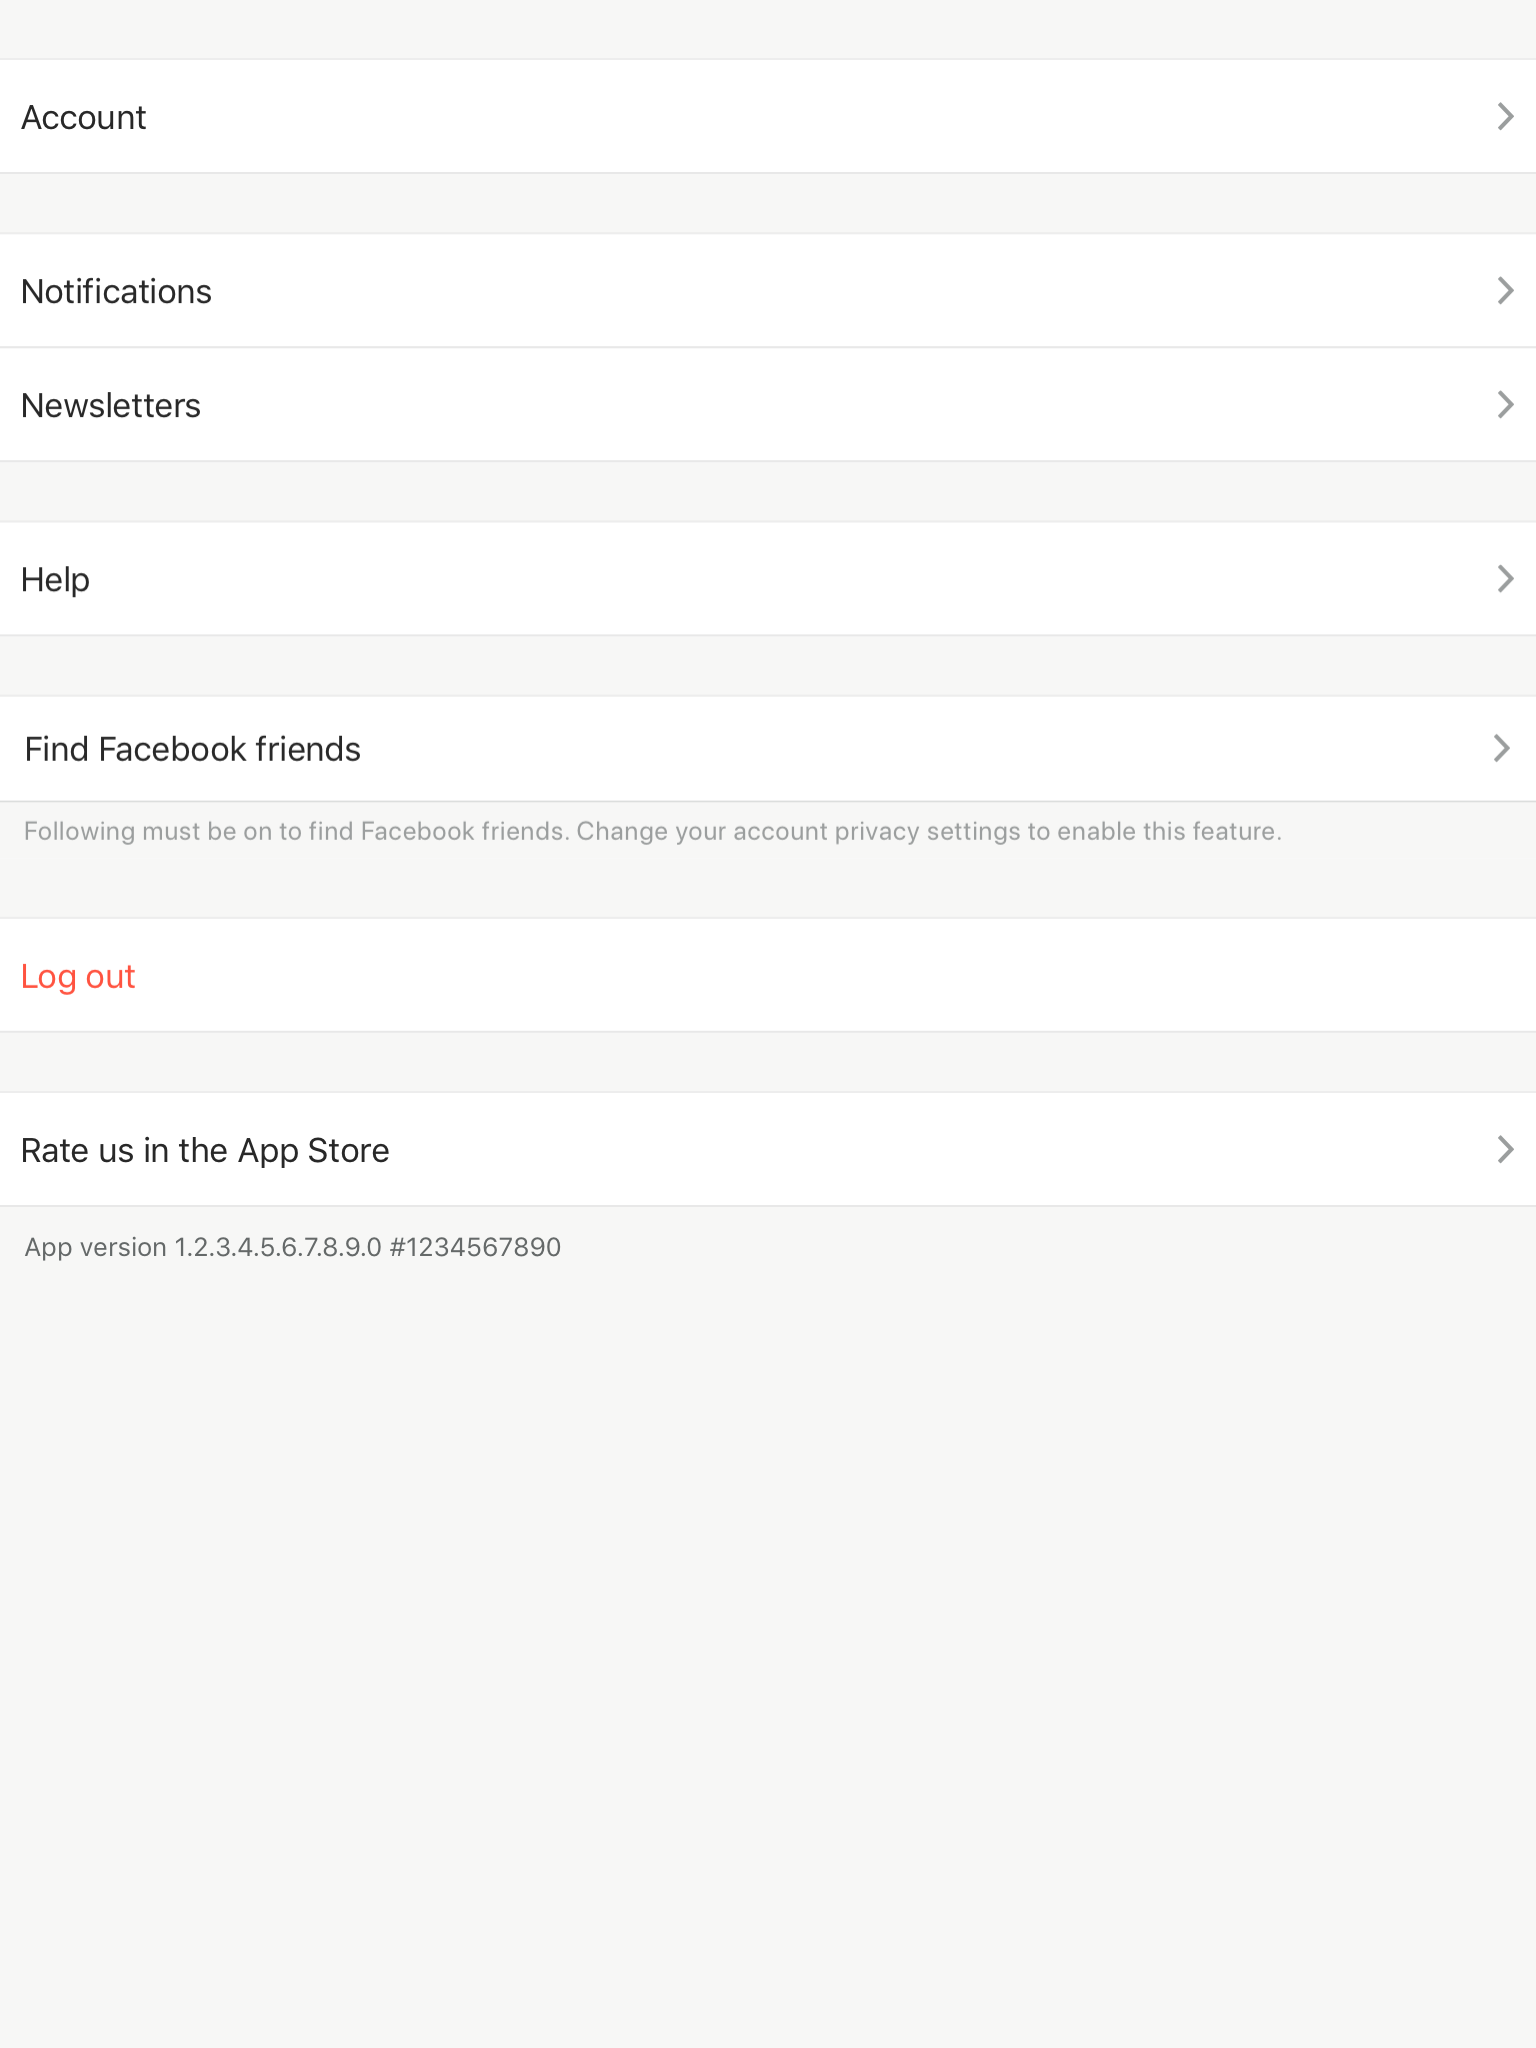 Account
Notifications
Newsletters
Help
Find Facebook friends
Following must be on to find Facebook friends. Change your account privacy settings to enable this feature.
Log out
Rate us in the App Store
App version 1.2.3.4.5.6.7.8.9.0 #1234567890